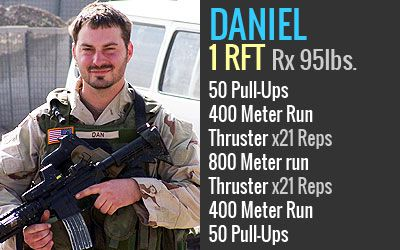 DANIEL
1 RFT Rx 95lbs.
50 Pull-Ups
400 Meter Run
Thruster x21 Reps
800 Meter run
Thruster x21 Reps
400 Meter Run
50 Pull-Ups
DAN